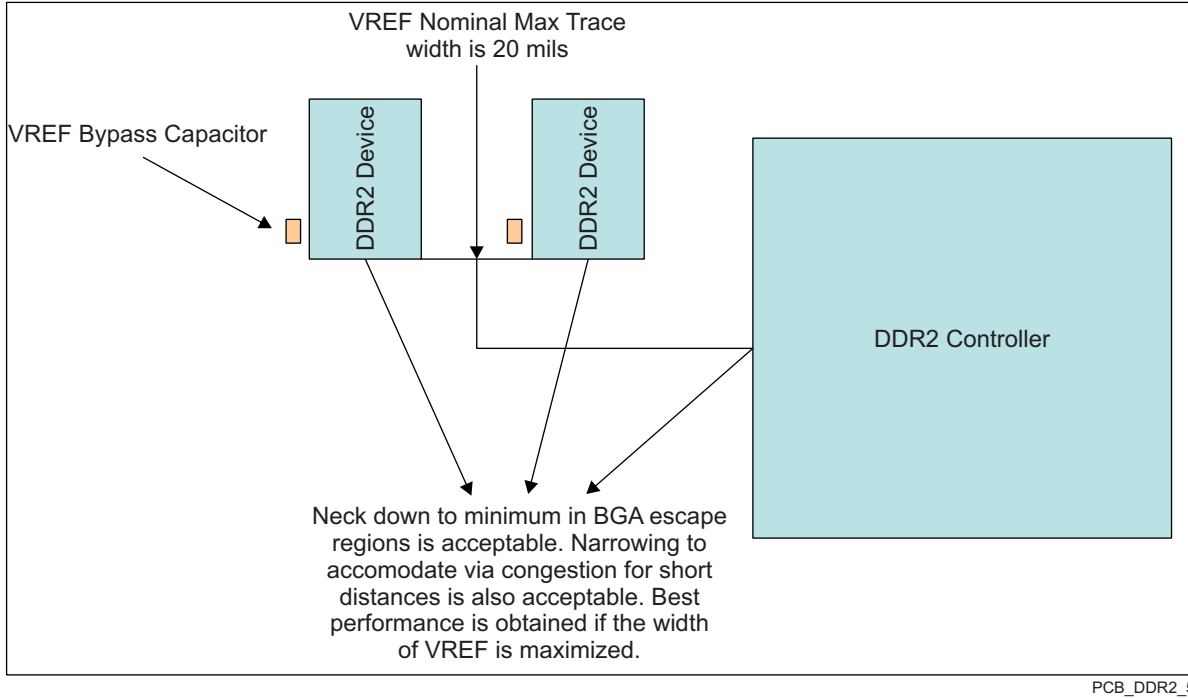 VREF Nominal Max Trace
width is 20 mils
VREF Bypass Capacitor
DDR2 Device
DDR2 Device
DDR2 Controller
Neck down to minimum in BGA escape
regions is acceptable. Narrowing to
accomodate via congestion for short
distances is also acceptable. Best
performance is obtained if the width
of VREF is maximized.
PCB_DDR2_5